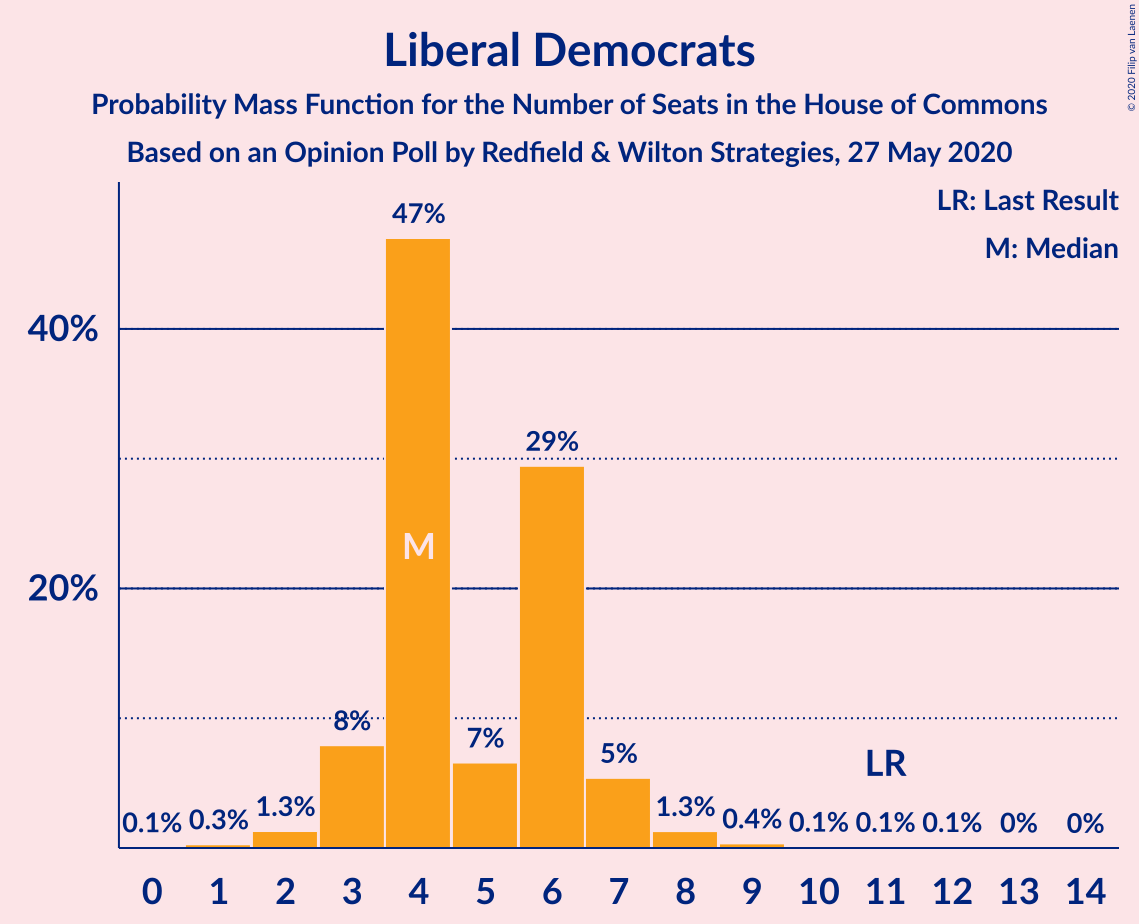 Liberal Democrats
Probability Mass Function for the Number of Seats in the House of Commons
Based on an Opinion Poll by Redfield & Wilton Strategies, 27 May 2020
© 2020 Filip van Laenen
LR: Last Result
M: Median
40%
20%
0.1% 0.3% 1.3% 8% 47% 7% 29% 5% 1.3% 0.4% 0.1% 0.1% 0.1% 0% 0%
M
LR
0 1 2 3 4 5 6 7 8 9 10 11 12 13 14